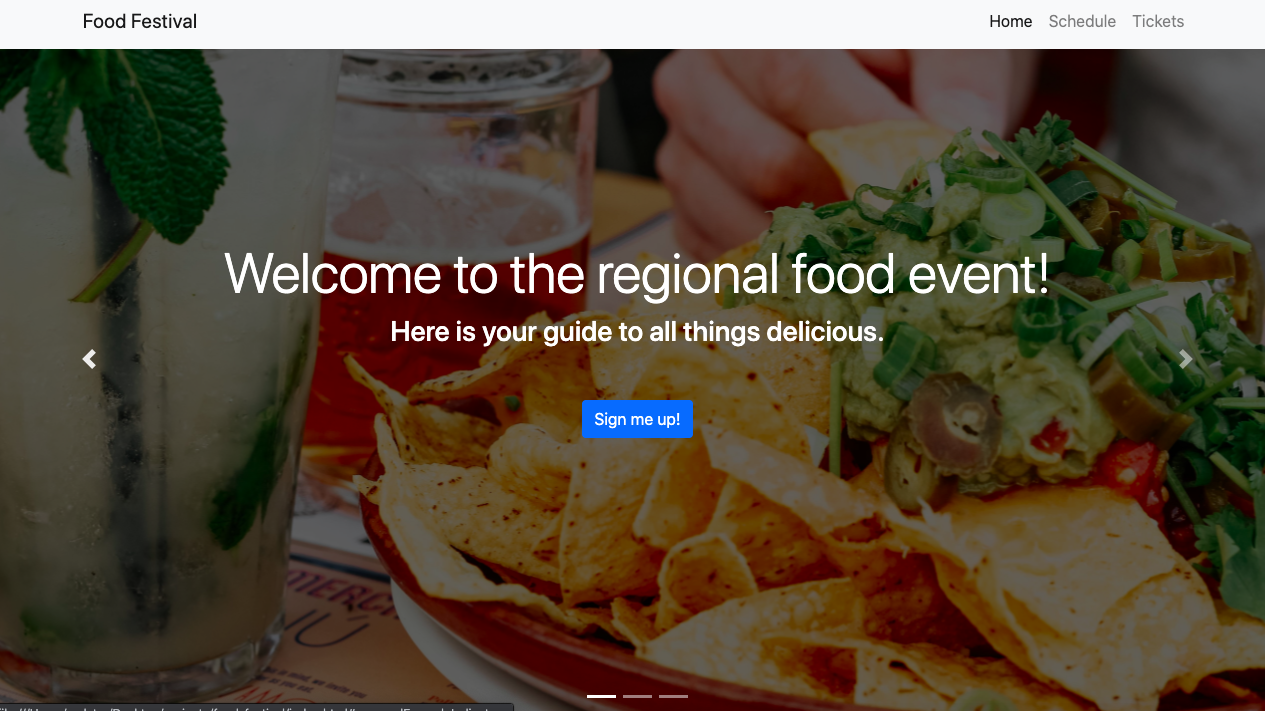 Food Festival
Home Schedule Tickets
Welcome to the regional food event!
Here is your guide to all things delicious.
Sign me up!